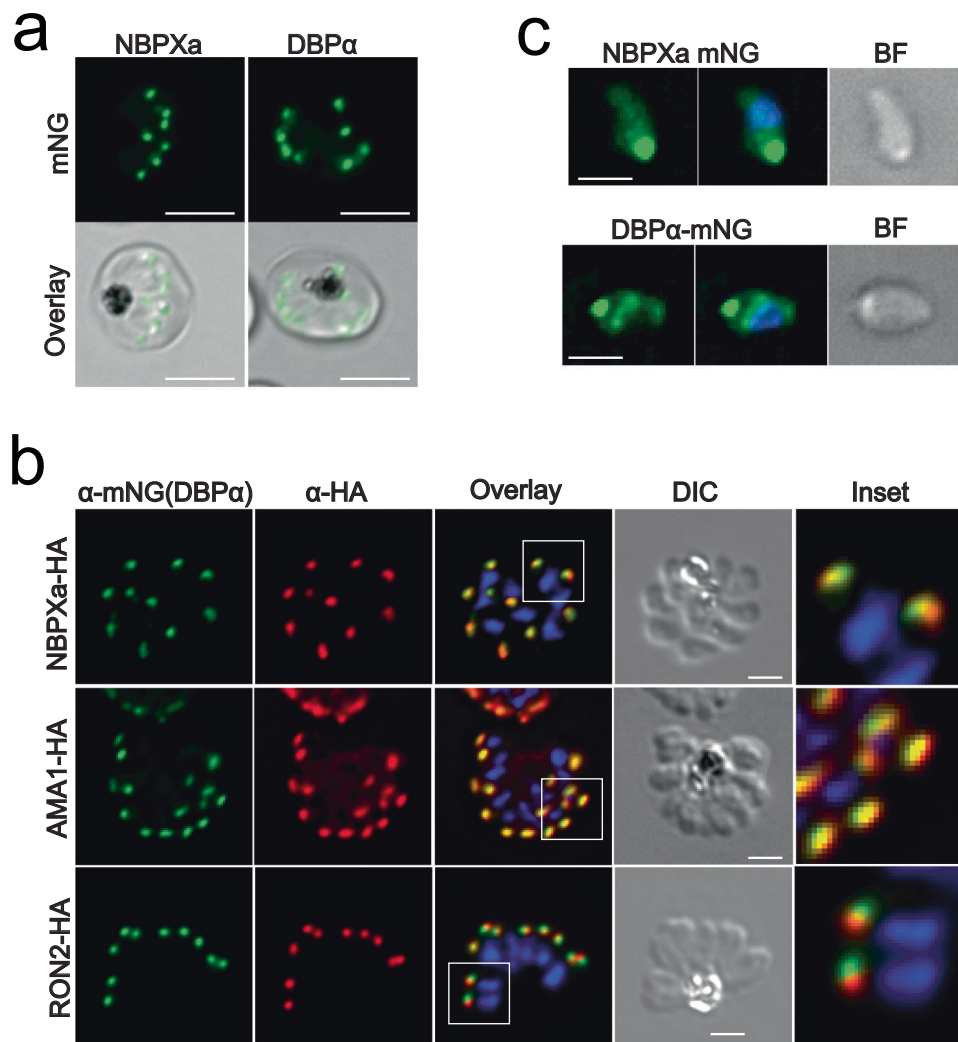 a
NBPXa DBPα
mNG
Overlay
c
NBPXa mNG BF
DBPα-mNG BF
b
α-mNG(DBPα) α-HA Overlay DIC Inset
NBPXa-HA
AMA1-HA
RON2-HA